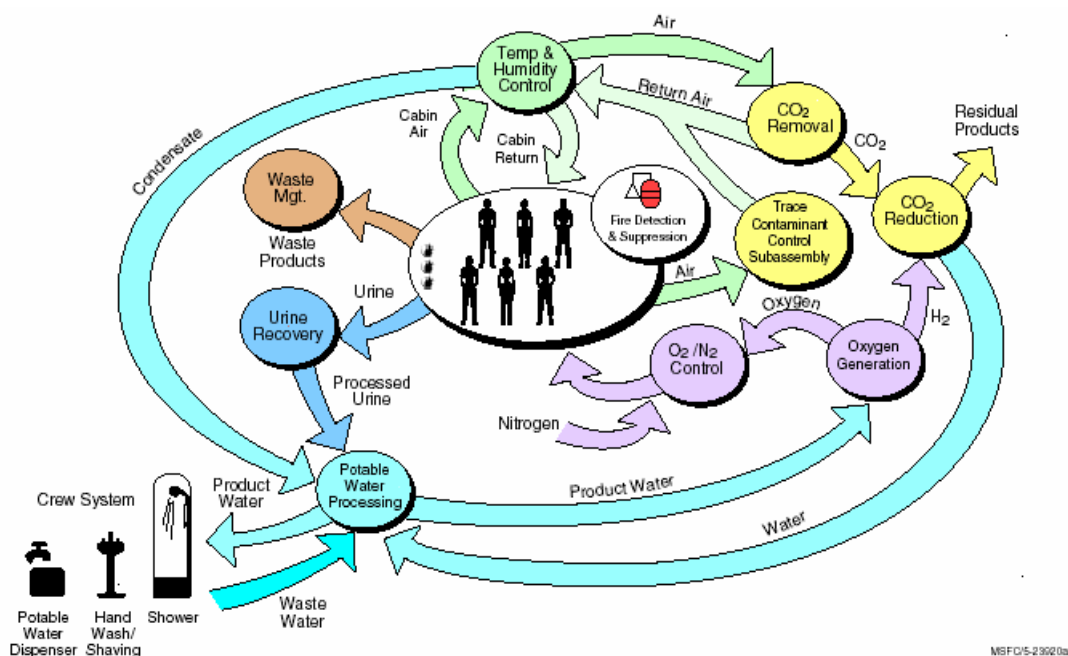 Air
Temp &
Humidity
Control
Return Air
CO2
Removal
Residual
Products
Cabin
Air
Cabin
Return
CO2
Condensate
Waste
Mgt.
Waste
Products
Fire Detection
& Suppression
Trace
Contaminant
Control
Subassembly
CO2
Reduction
Air
Urine
Urine
Recovery
Oxygen
H2
O2 /N2
Control
Oxygen
Generation
Processed
Urine
Nitrogen
Potable
Water
Processing
Product Water
Water
Crew System
Product
Water
Waste
Water
Potable
Water
Dispenser
Hand
Wash/
Shaving
Shower
MSFC/5-23920a